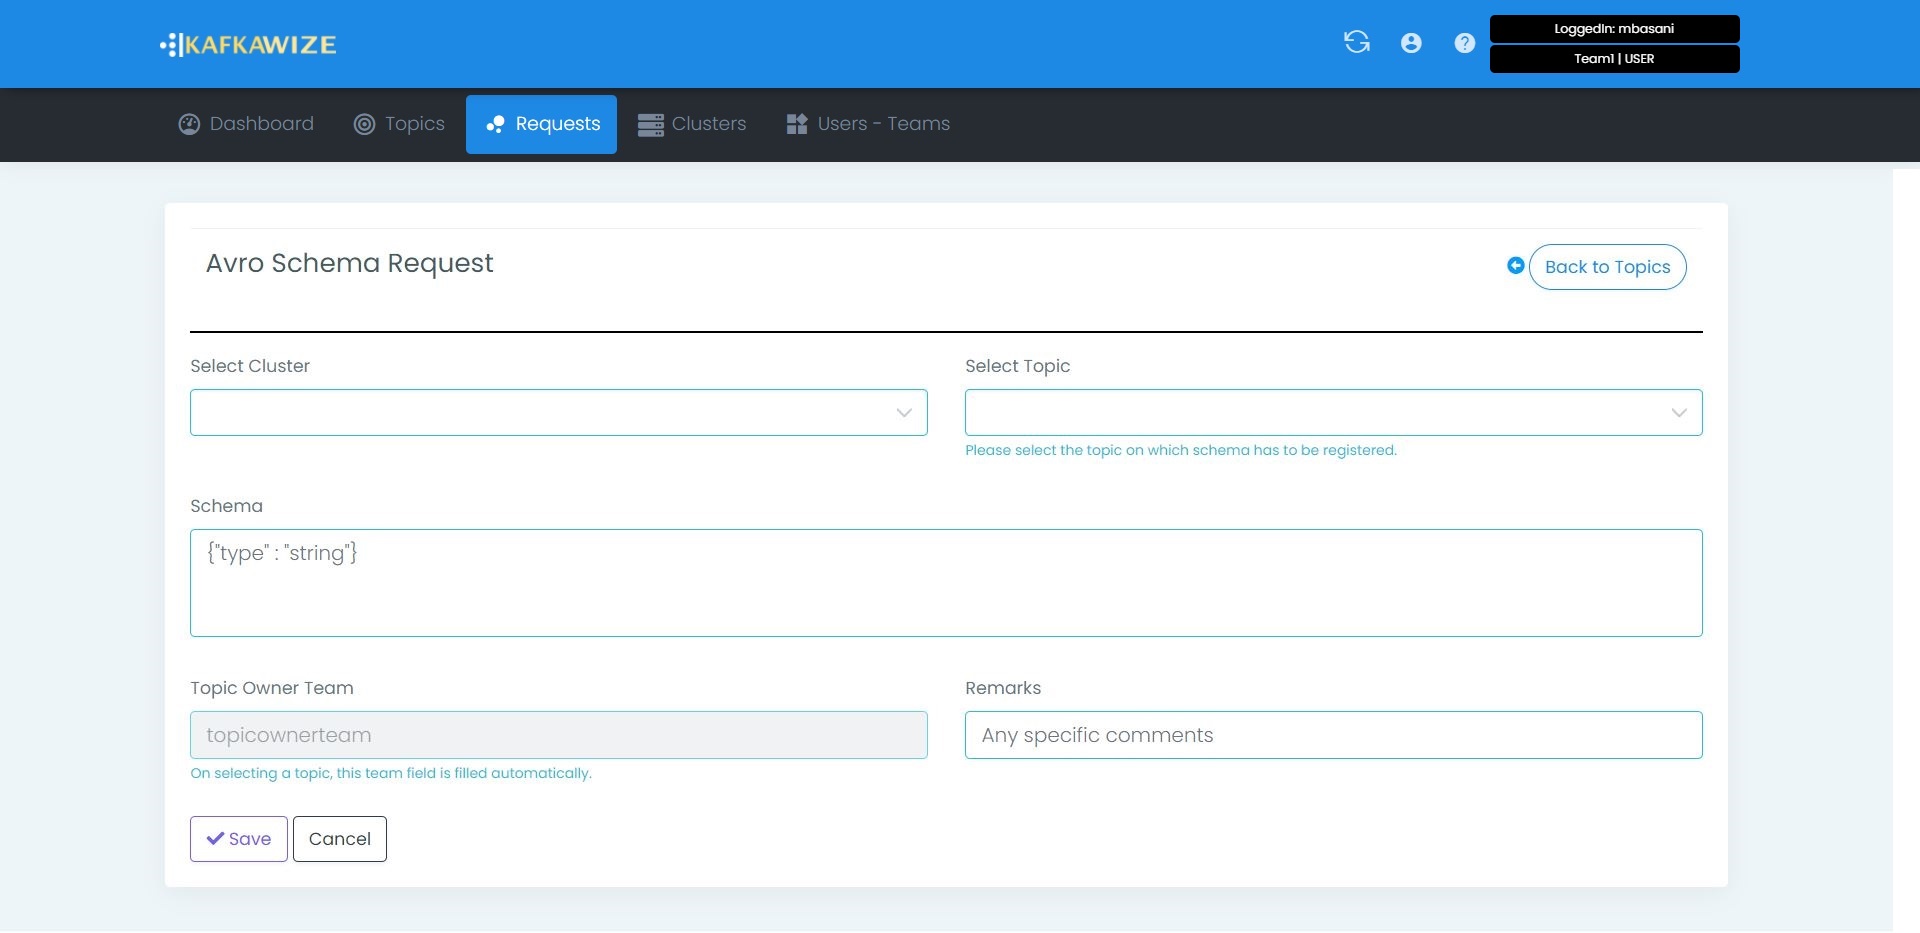 KAFKAWIZE
LoggedIn: mbasani
Team1 | USER
Dashboard
Topics
Requests
Clusters
Users - Teams
Avro Schema Request
Back to Topics
Select Cluster
Select Topic
Please select the topic on which schema has to be registered.
Schema
{"type" : "string"}
Topic Owner Team
Remarks
topicownerteam
Any specific comments
On selecting a topic, this team field is filled automatically.
Save
Cancel